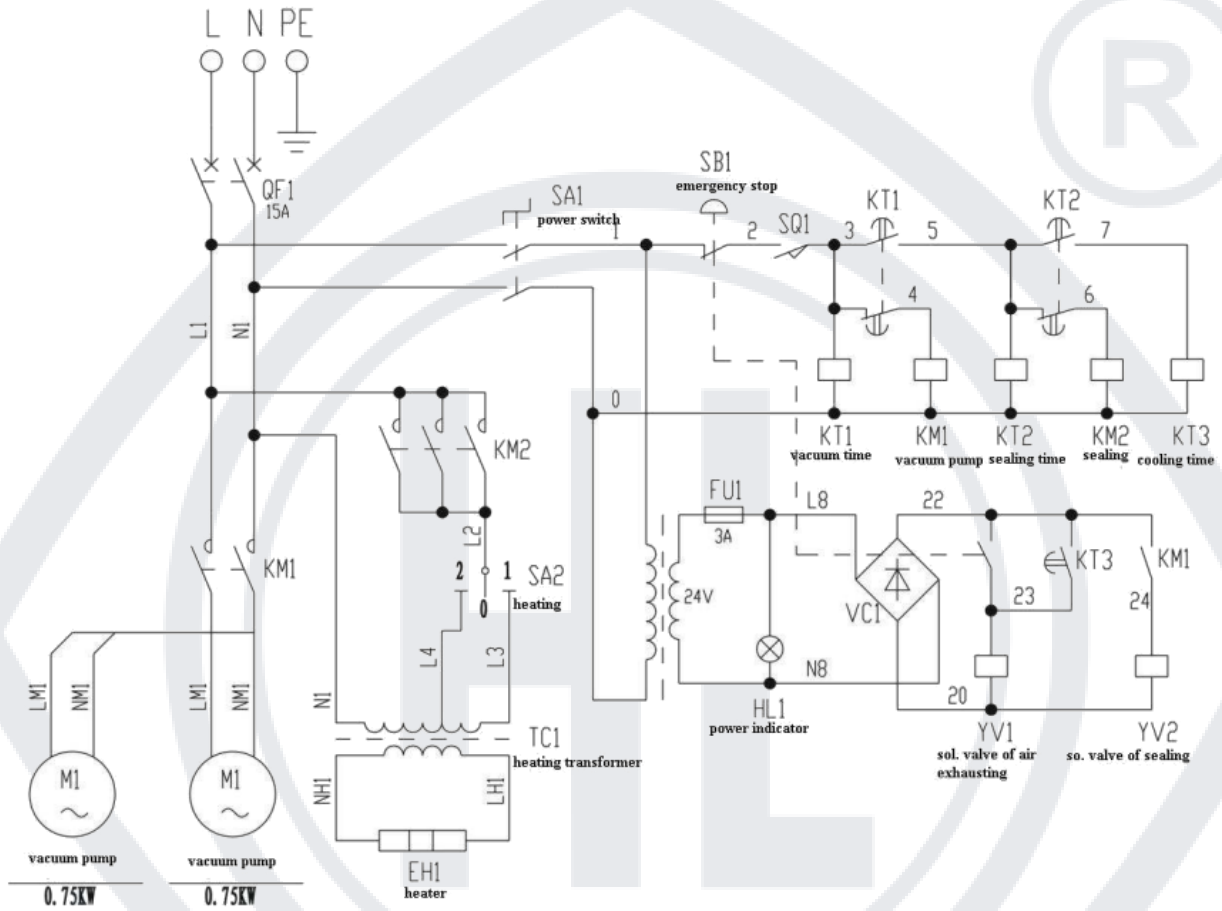 L N PE
QF1
15A
SA1
power switch
1
SB1
emergency stop
2
SQ1
3
KT1
5
KT2
7
4
6
L1
N1
0
KT1
vacuum time
KM1
vacuum pump
KT2
sealing time
KM2
sealing
KT3
cooling time
KM2
L2
2
1
0
SA2
heating
KM1
FU1
3A
L8
22
24V
VC1
KT3
KM1
23
24
L4
L3
N8
20
HL1
power indicator
YV1
sol. valve of air
exhausting
YV2
so. valve of sealing
LM1
NM1
LM1
NM1
N1
TC1
heating transformer
NH1
LH1
M1
M1
EH1
heater
vacuum pump
0.75KW
vacuum pump
0.75KW
R
HL